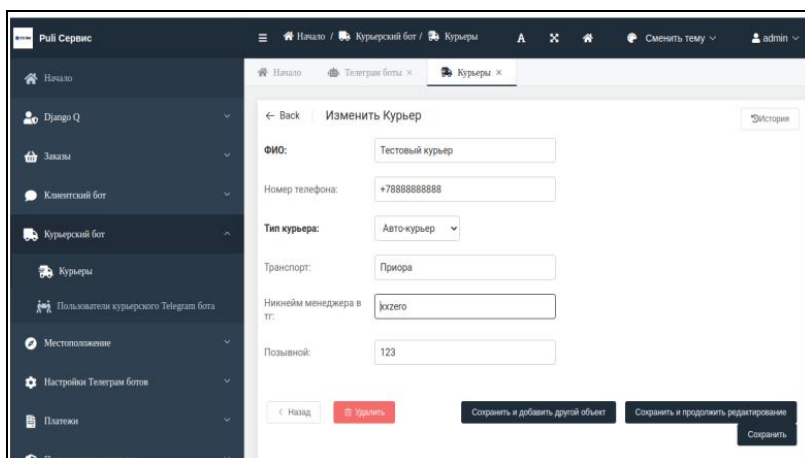 Puli Сервис
Начало / Курьерский бот / Курьеры
A
Сменить тему
admin
Начало
Django Q
Заказы
Клиентский бот
Курьерский бот
Курьеры
Пользователи курьерского Telegram бота
Местоположение
Настройки Телеграм ботов
Платежи
Начало
Телеграм боты ×
Курьеры ×
← Back
Изменить Курьер
История
ФИО:
Тестовый курьер
Номер телефона:
+78888888888
Тип курьера:
Авто-курьер
Транспорт:
Приора
Никнейм менеджера в
тг:
kxzero
Позывной:
123
Назад
Удалить
Сохранить и добавить другой объект
Сохранить и продолжить редактирование
Сохранить